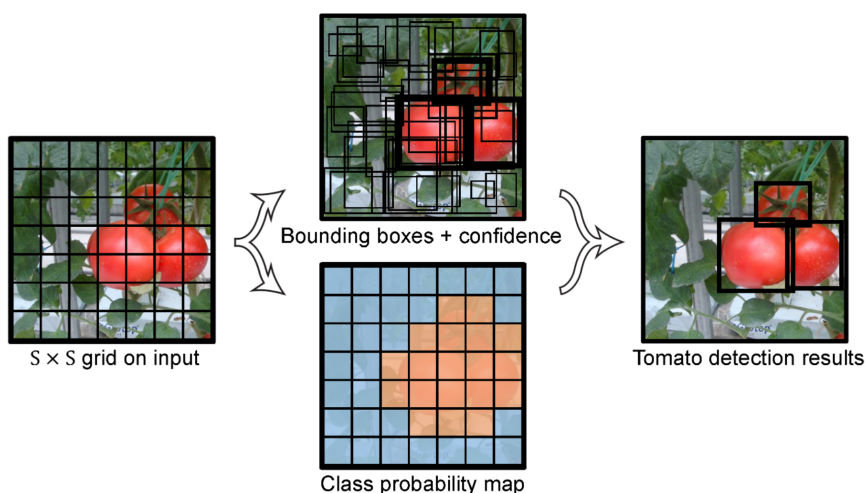 Bounding boxes + confidence
S × S grid on input
Tomato detection results
Class probability map